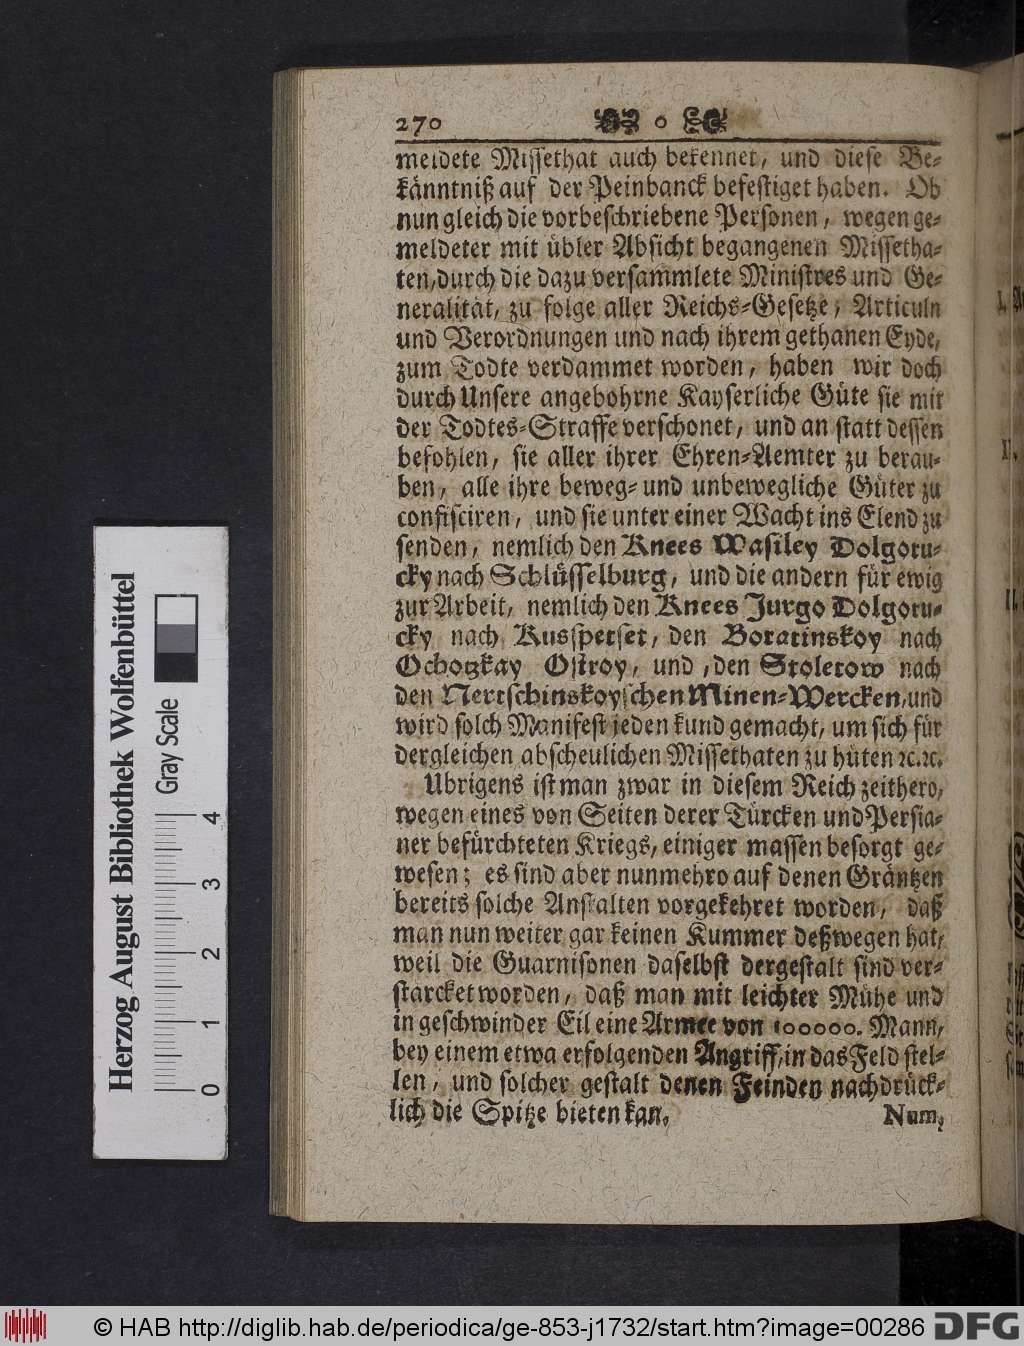 270 o
meldete Missethat auch bekennet, und diese Be-
känntniß auf der Peinbanck befestiget haben. Ob
nun gleich die vorbeschriebene Personen, wegen ge-
meldeter mit übler Absicht begangenen Missetha-
ten, durch die dazu versammlete Ministres und Ge-
neralität, zu folge aller Reichs-Gesetze, Articuln
und Verordnungen und nach ihrem gethanen Eyde,
zum Todte verdammet worden, haben wir doch
durch Unsere angebohrne Kayserliche Güte sie mit
der Todtes-Straffe verschonet, und an statt dessen
befohlen, sie aller ihrer Ehren-Aemter zu berau-
ben, alle ihre beweg- und unbewegliche Güter zu
confisciren, und sie unter einer Wacht ins Elend zu
senden, nemlich den Knees Wasiley Dolgoru-
cky nach Schlüsselburg, und die andern für ewig
zur Arbeit, nemlich den Knees Jurgo Dolgoru-
cky nach Kusspetset, den Boratinskoy nach
Ochotzkay Ostroy, und, den Stoletow nach
den Nertschinskoyschen Minen-Wercken, und
wird solch Manifest jeden kund gemacht, um sich für
dergleichen abscheulichen Missethaten zu hüten ꝛc. ꝛc.
Ubrigens ist man zwar in diesem Reich zeithero,
wegen eines von Seiten derer Türcken und Persia-
ner befürchteten Kriegs, einiger massen besorgt ge-
wesen; es sind aber nunmehro auf denen Gräntzen
bereits solche Anstalten vorgekehret worden, daß
man nun weiter gar keinen Kummer deßwegen hat,
weil die Guarnisonen daselbst dergestalt sind ver-
stärcket worden, daß man mit leichter Mühe und
in geschwinder Eil eine Armee von 100000. Mann,
bey einem etwa erfolgenden Angriff, in das Feld stel-
len, und solcher gestalt denen Feinden nachdrück-
lich die Spitze bieten kan.
Num.
Herzog August Bibliothek Wolfenbüttel
Gray Scale
0 1 2 3 4
© HAB http://diglib.hab.de/periodica/ge-853-j1732/start.htm?image=00286
DFG